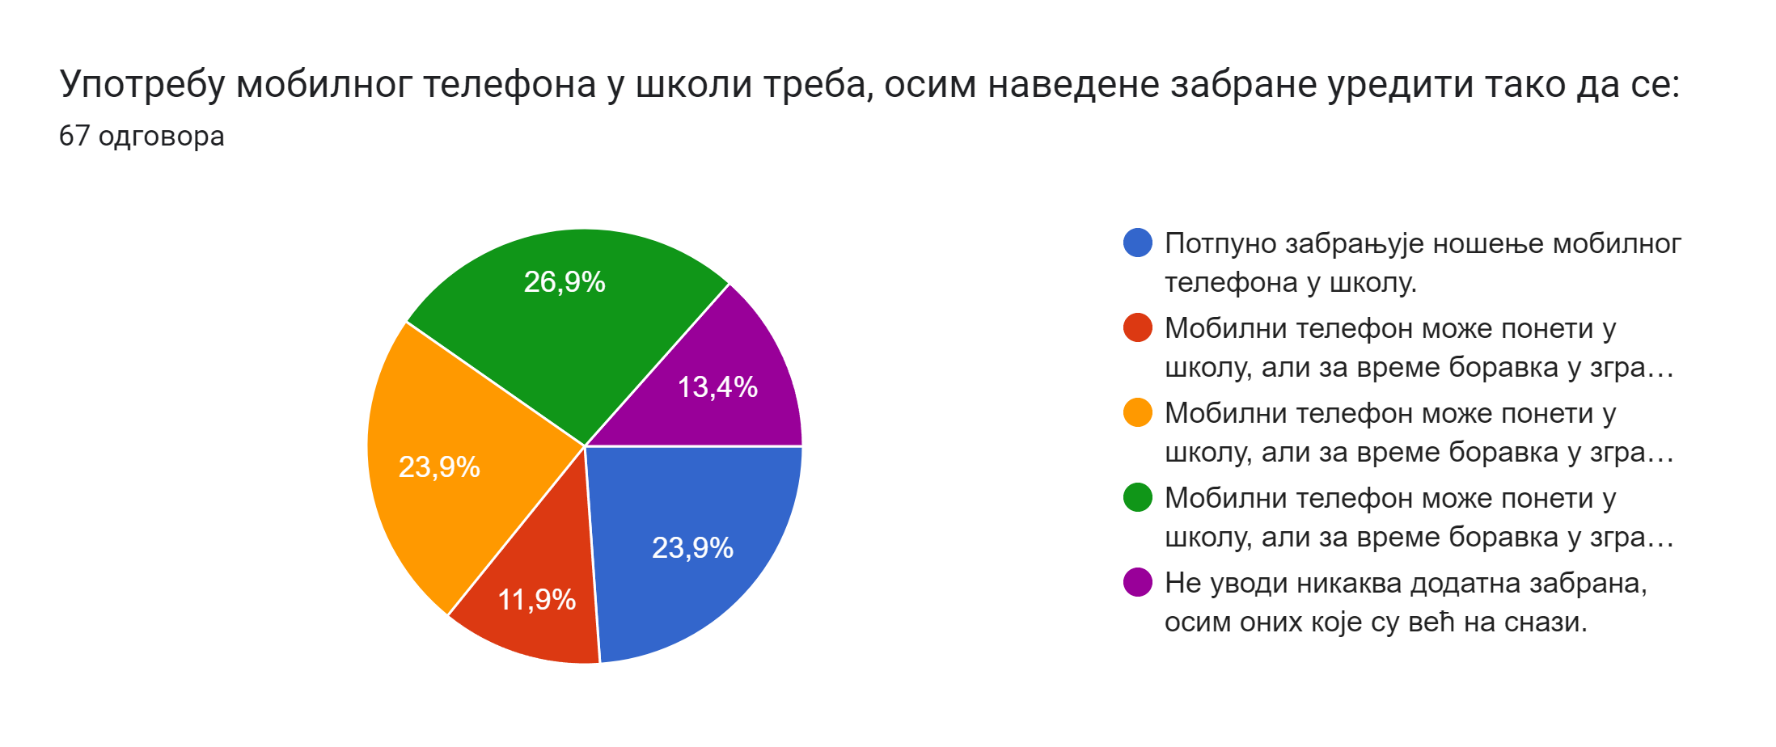 Употребу мобилног телефона у школи треба, осим наведене забране уредити тако да се:
67 одговора
26,9%
13,4%
23,9%
23,9%
11,9%
Потпуно забрањује ношење мобилног
телефона у школу.
Мобилни телефон може понети у
школу, али за време боравка у згра…
Мобилни телефон може понети у
школу, али за време боравка у згра…
Мобилни телефон може понети у
школу, али за време боравка у згра…
Не уводи никаква додатна забрана,
осим оних које су већ на снази.